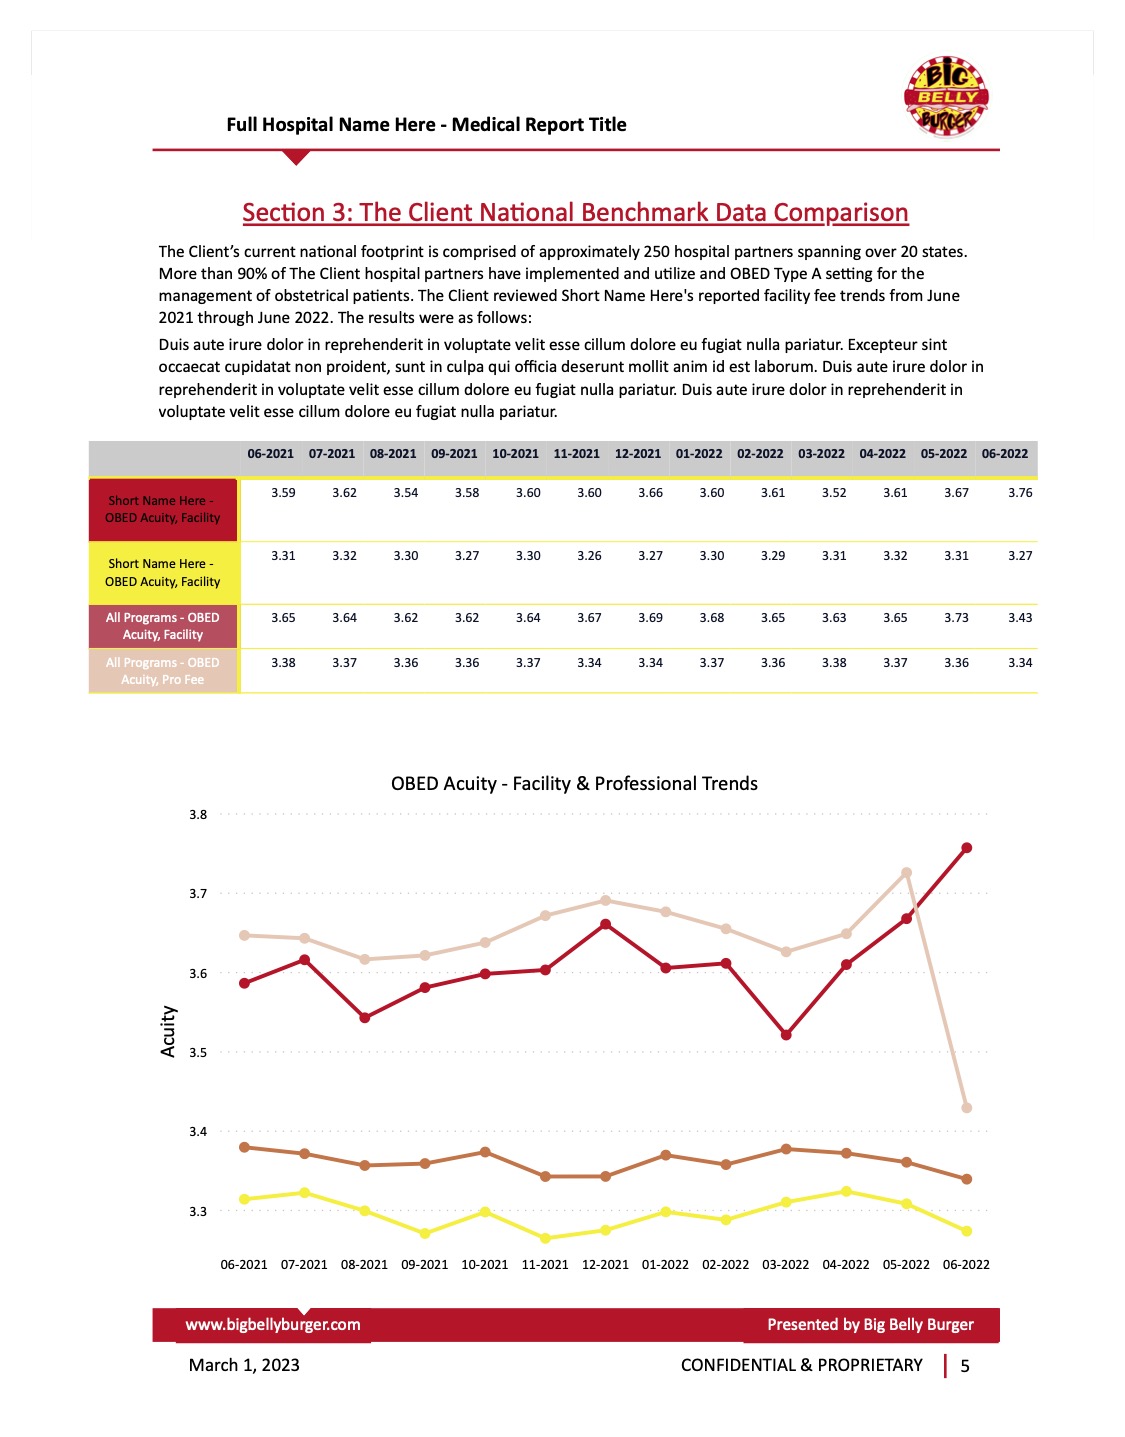 BIG
BELLY
BURGER
Full Hospital Name Here - Medical Report Title
Section 3: The Client National Benchmark Data Comparison
The Client’s current national footprint is comprised of approximately 250 hospital partners spanning over 20 states.
More than 90% of The Client hospital partners have implemented and utilize and OBED Type A setting for the
management of obstetrical patients. The Client reviewed Short Name Here's reported facility fee trends from June
2021 through June 2022. The results were as follows:
Duis aute irure dolor in reprehenderit in voluptate velit esse cillum dolore eu fugiat nulla pariatur. Excepteur sint
occaecat cupidatat non proident, sunt in culpa qui officia deserunt mollit anim id est laborum. Duis aute irure dolor in
reprehenderit in voluptate velit esse cillum dolore eu fugiat nulla pariatur. Duis aute irure dolor in reprehenderit in
voluptate velit esse cillum dolore eu fugiat nulla pariatur.
06-2021 07-2021 08-2021 09-2021 10-2021 11-2021 12-2021 01-2022 02-2022 03-2022 04-2022 05-2022 06-2022
Short Name Here -
OBED Acuity, Facility
3.59 3.62 3.54 3.58 3.60 3.60 3.66 3.60 3.61 3.52 3.61 3.67 3.76
Short Name Here -
OBED Acuity, Facility
3.31 3.32 3.30 3.27 3.30 3.26 3.27 3.30 3.29 3.31 3.32 3.31 3.27
All Programs - OBED
Acuity, Facility
3.65 3.64 3.62 3.62 3.64 3.67 3.69 3.68 3.65 3.63 3.65 3.73 3.43
All Programs - OBED
Acuity, Pro Fee
3.38 3.37 3.36 3.36 3.37 3.34 3.34 3.37 3.36 3.38 3.37 3.36 3.34
OBED Acuity - Facility & Professional Trends
3.8
3.7
3.6
3.5
3.4
3.3
Acuity
06-2021 07-2021 08-2021 09-2021 10-2021 11-2021 12-2021 01-2022 02-2022 03-2022 04-2022 05-2022 06-2022
www.bigbellyburger.com
Presented by Big Belly Burger
March 1, 2023
CONFIDENTIAL & PROPRIETARY
5